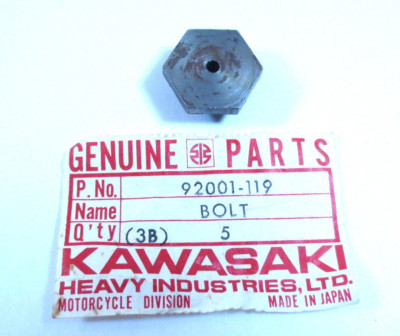 GENUINE PARTS
P. No. 92001-119
Name BOLT
Q'ty (3B) 5
KAWASAKI
HEAVY INDUSTRIES, LTD.
MOTORCYCLE DIVISION MADE IN JAPAN